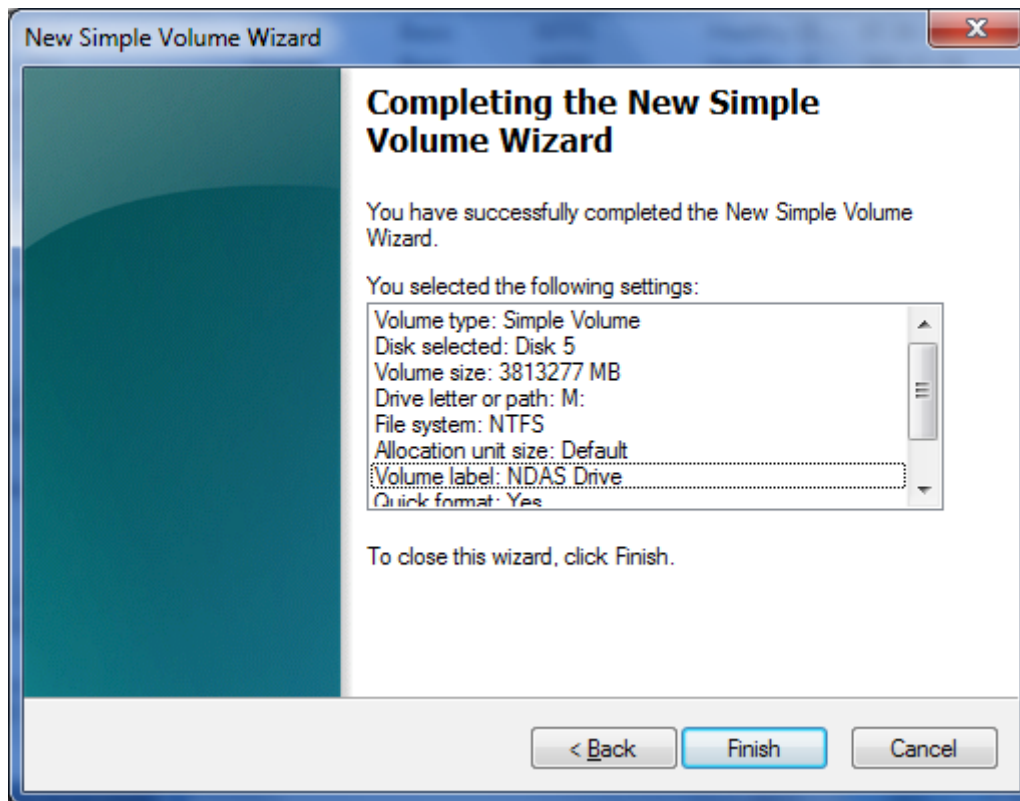 New Simple Volume Wizard
Completing the New Simple
Volume Wizard
You have successfully completed the New Simple Volume
Wizard.
You selected the following settings:
Volume type: Simple Volume
Disk selected: Disk 5
Volume size: 3813277 MB
Drive letter or path: M:
File system: NTFS
Allocation unit size: Default
Volume label: NDAS Drive
Quick format: Yes
To close this wizard, click Finish.
< Back Finish Cancel